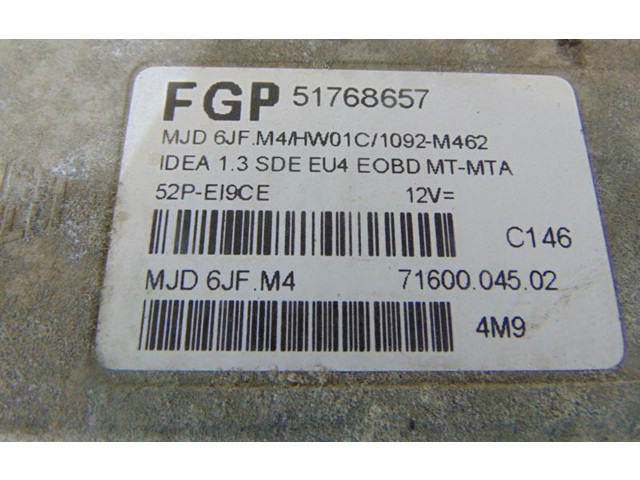 FGP 51768657
MJD 6JF.M4/HW01C/1092-M462
IDEA 1.3 SDE EU4 EOBD MT-MTA
52P-EI9CE 12V=
C146
MJD 6JF.M4 71600.045.02
4M9